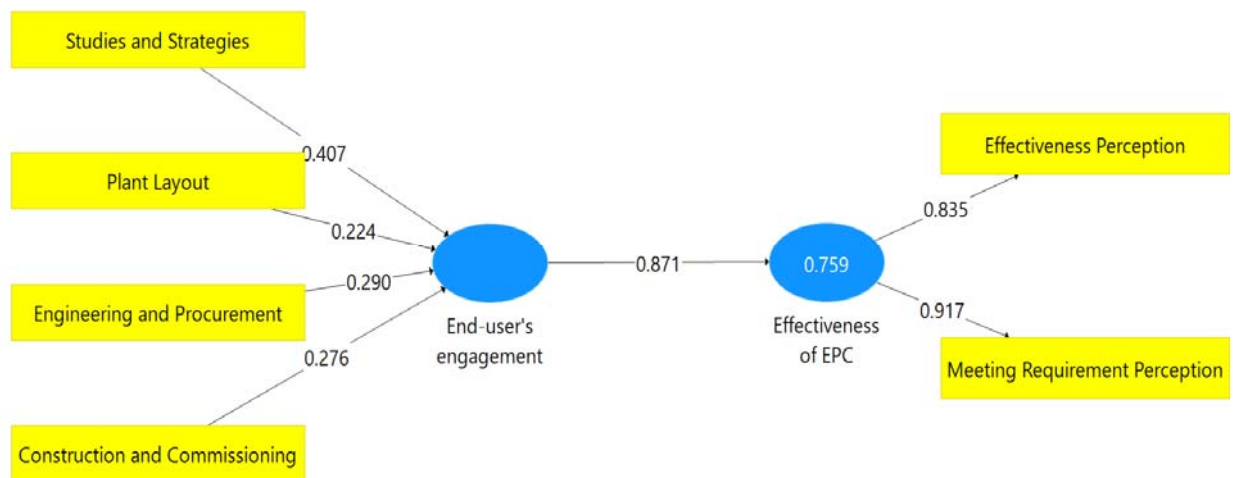 Studies and Strategies
0.407
Plant Layout
0.224
0.290
Engineering and Procurement
0.276
Construction and Commissioning
End-user's
engagement
0.871
0.759
Effectiveness
of EPC
Effectiveness Perception
0.835
0.917
Meeting Requirement Perception